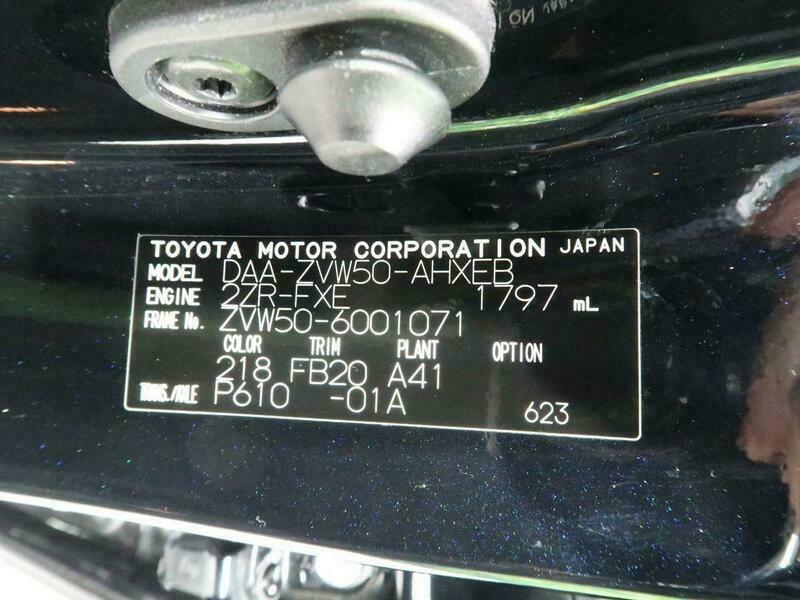 TOYOTA MOTOR CORPORATION JAPAN
MODEL DAA-ZVW50-AHXEB
ENGINE 2ZR-FXE 1797 mL
FRAME No. ZVW50-6001071
COLOR TRIM PLANT OPTION
218 FB20 A41
TRANS./AXLE P610 -01A 623